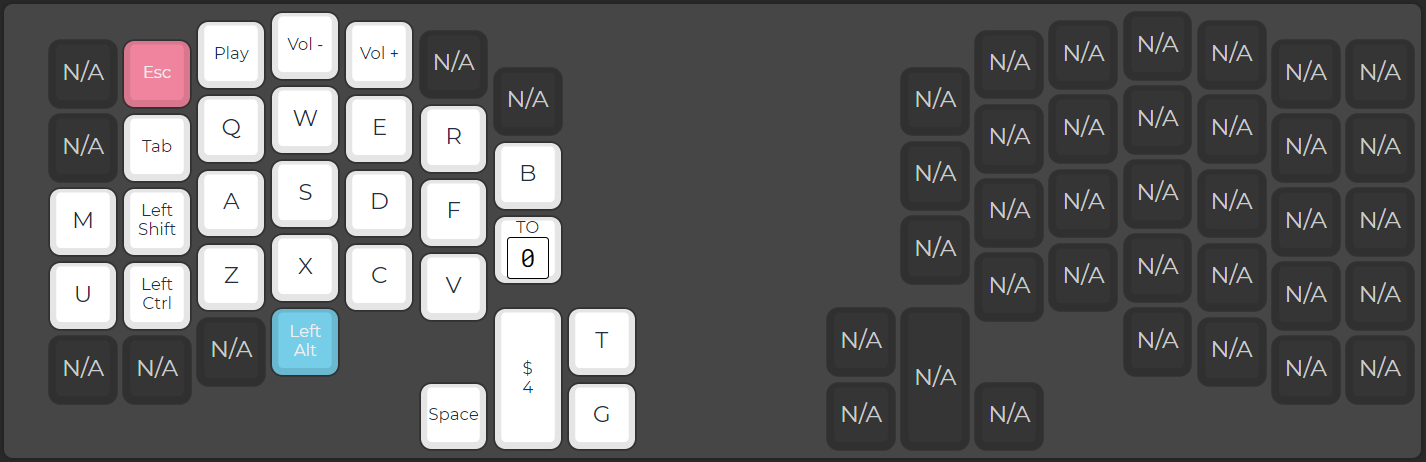 N/A Esc Play Vol - Vol + N/A N/A N/A N/A N/A N/A N/A N/A N/A
N/A Tab Q W E R B N/A N/A N/A N/A N/A N/A N/A
M Left Shift A S D F TO 0 N/A N/A N/A N/A N/A N/A N/A
U Left Ctrl Z X C V N/A N/A N/A N/A N/A N/A
N/A N/A N/A Left Alt $ 4 T N/A N/A N/A N/A N/A N/A
Space G N/A N/A